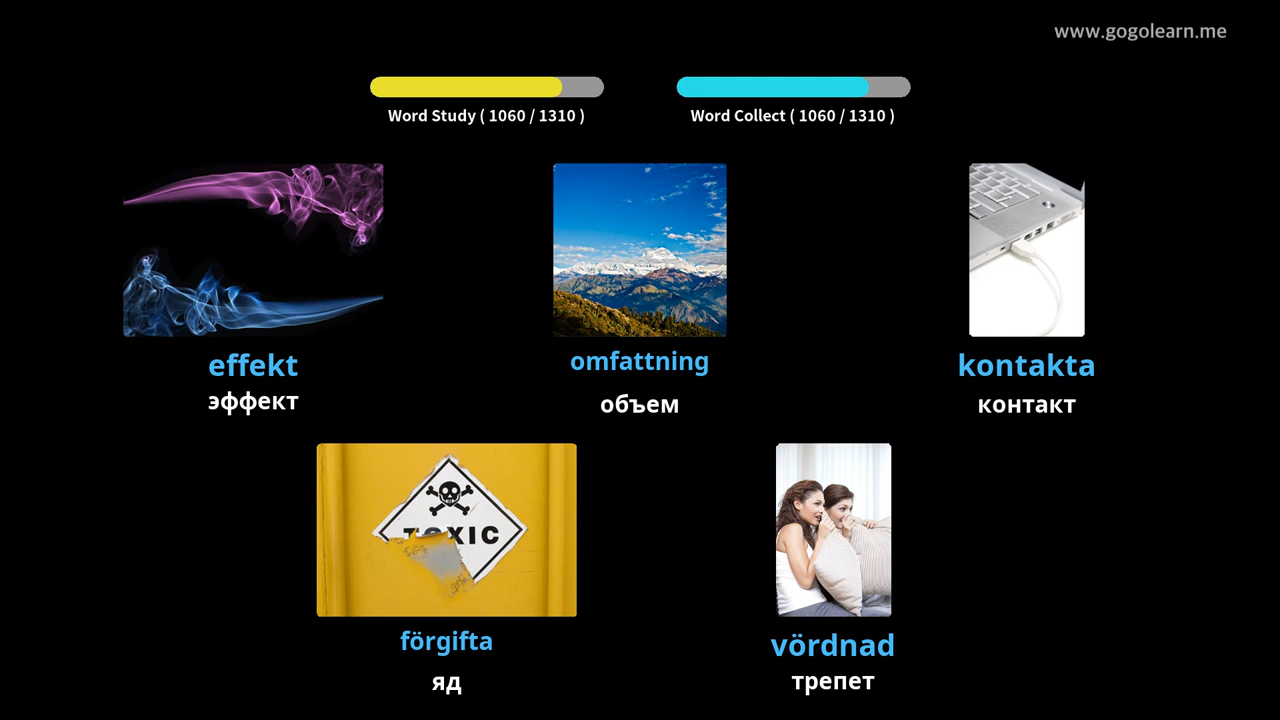 www.gogolearn.me
Word Study ( 1060 / 1310 )
Word Collect ( 1060 / 1310 )
effekt
эффект
omfattning
объем
kontakta
контакт
TOXIC
förgifta
яд
vördnad
трепет